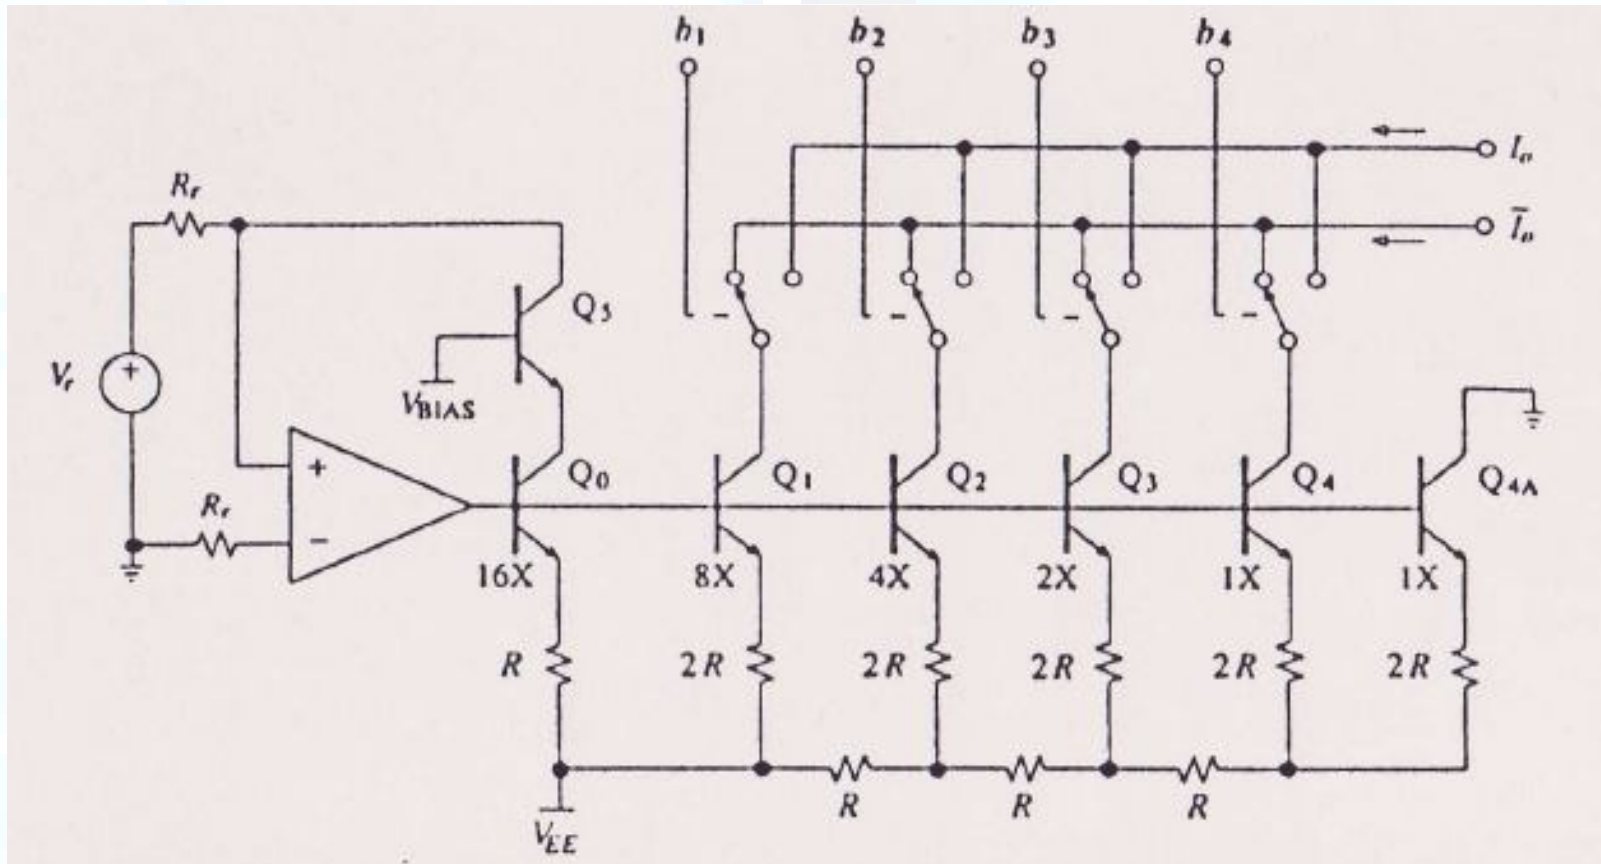 b1 b2 b3 b4
Io
Rr
Īo
Q5
Vr
VBIAS
+
Q0 Q1 Q2 Q3 Q4 Q4A
Rr
16X 8X 4X 2X 1X 1X
R 2R 2R 2R 2R 2R
R R R
VEE